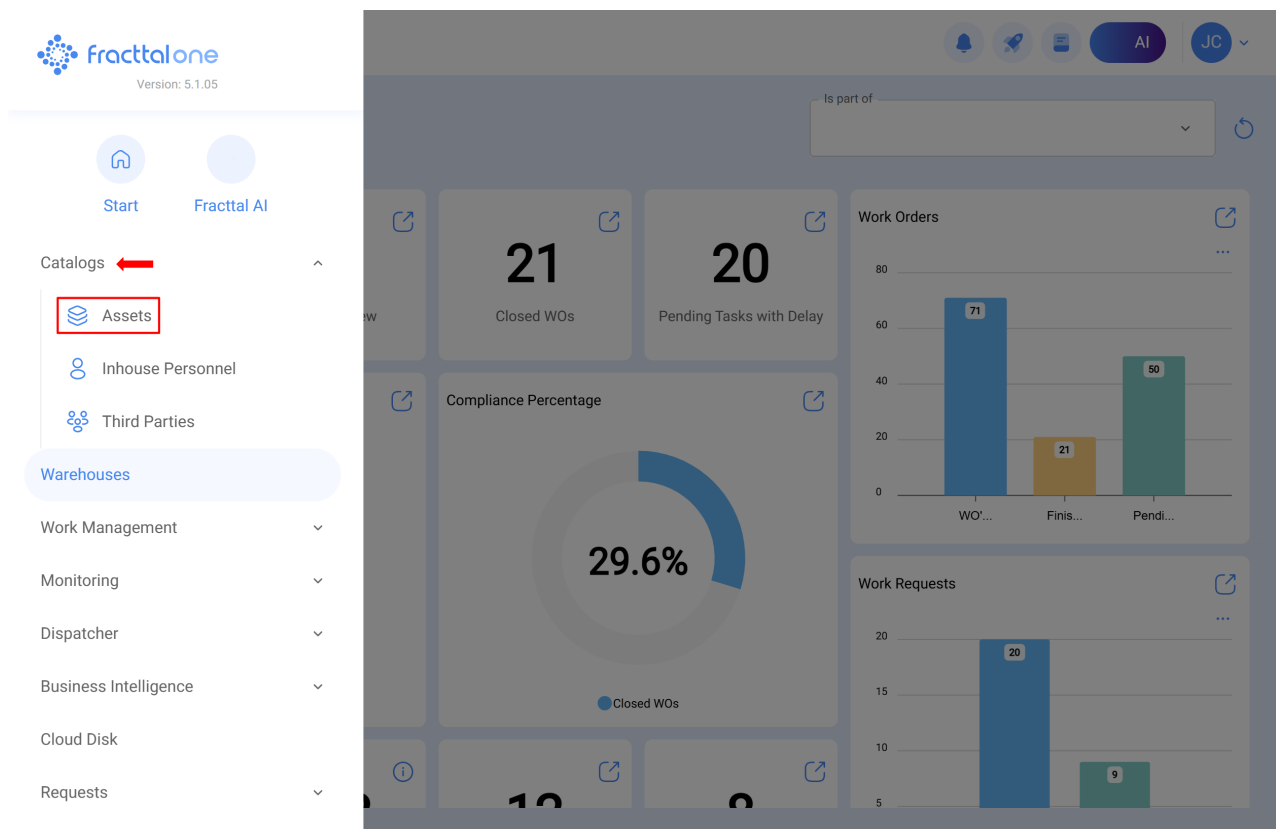 fracttal one
Version: 5.1.05
AI
JC
Is part of
Start
Fracttal AI
Catalogs
Assets
Inhouse Personnel
Third Parties
Warehouses
Work Management
Monitoring
Dispatcher
Business Intelligence
Cloud Disk
Requests
21
Closed WOs
20
Pending Tasks with Delay
Work Orders
80
60
40
20
0
71
21
50
WO'...
Finis...
Pendi...
Compliance Percentage
29.6%
Closed WOs
Work Requests
20
15
10
5
20
9